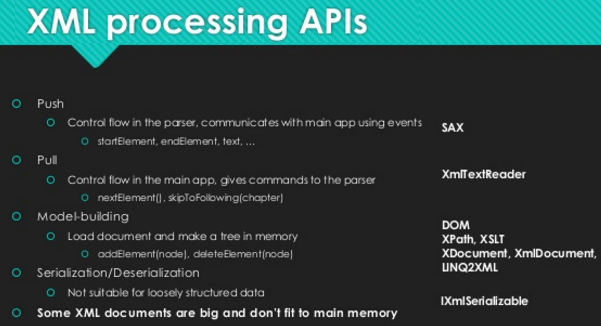 XML processing APIs
Push
Control flow in the parser, communicates with main app using events
startElement, endElement, text, ...
SAX
Pull
Control flow in the main app, gives commands to the parser
nextElement(), skipToFollowing(chapter)
XmlTextReader
Model-building
Load document and make a tree in memory
addElement(node), deleteElement(node)
DOM
XPath, XSLT
XDocument, XmlDocument,
LINQ2XML
Serialization/Deserialization
Not suitable for loosely structured data
IXmlSerializable
Some XML documents are big and don't fit to main memory